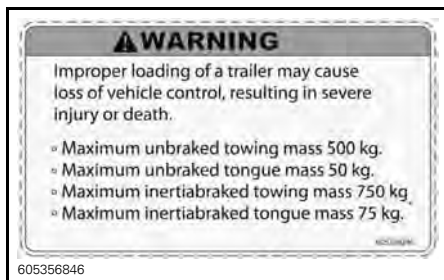 WARNING
Improper loading of a trailer may cause
loss of vehicle control, resulting in severe
injury or death.
▫ Maximum unbraked towing mass 500 kg.
▫ Maximum unbraked tongue mass 50 kg.
▫ Maximum inertiabraked towing mass 750 kg.
▫ Maximum inertiabraked tongue mass 75 kg.
605356846